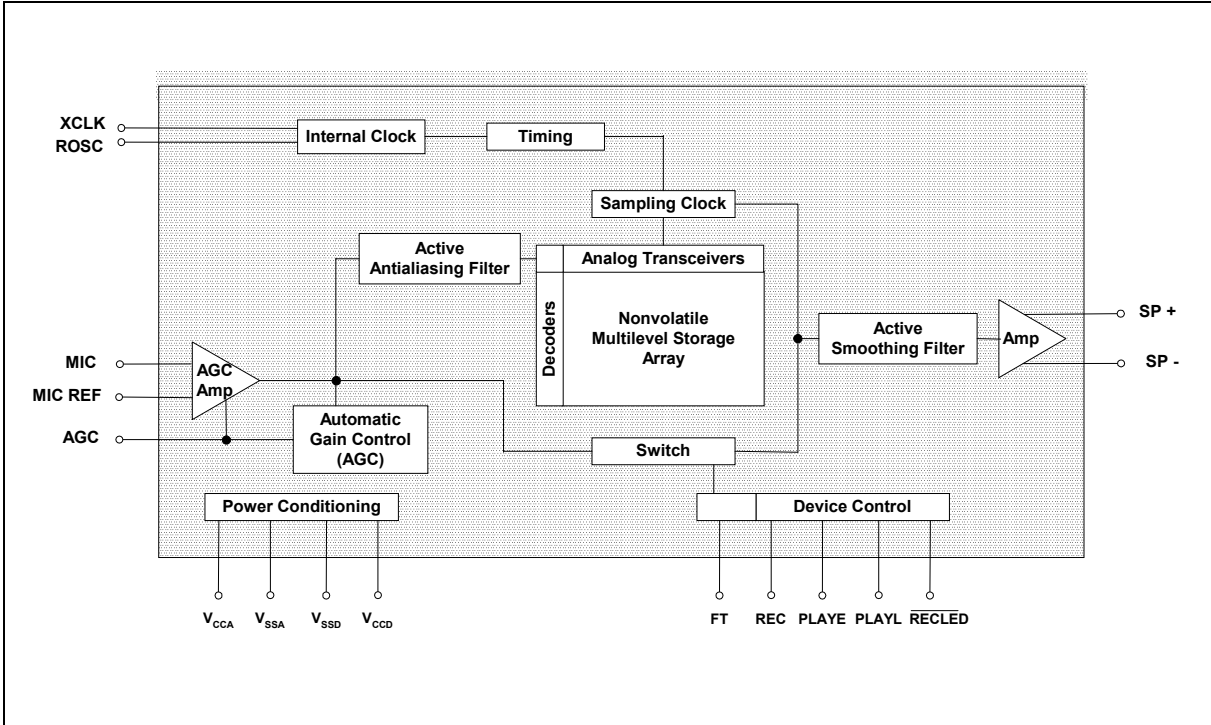 XCLK
ROSC
Internal Clock
Timing
Sampling Clock
Active
Antialiasing Filter
Analog Transceivers
Decoders
Nonvolatile
Multilevel Storage
Array
Active
Smoothing Filter
Amp
SP +
SP -
MIC
MIC REF
AGC
AGC
Amp
Automatic
Gain Control
(AGC)
Switch
Power Conditioning
Device Control
VCCA
VSSA
VSSD
VCCD
FT
REC
PLAYE
PLAYL
RECLED